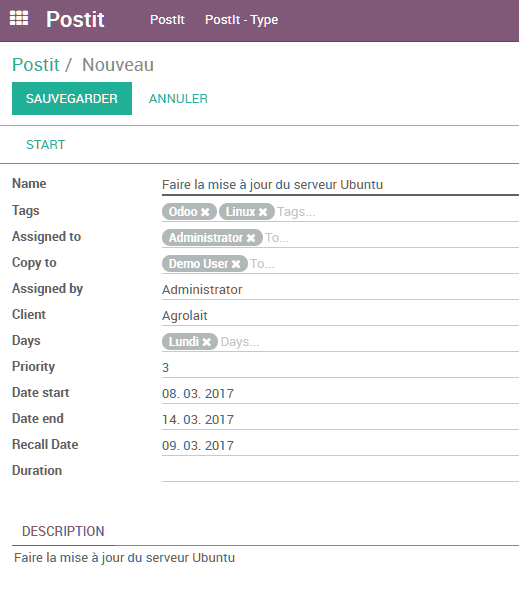 Postit PostIt PostIt - Type
Postit / Nouveau
SAUVEGARDER ANNULER
START
Name Faire la mise à jour du serveur Ubuntu
Tags Odoo ✖ Linux ✖ Tags...
Assigned to Administrator ✖ To...
Copy to Demo User ✖ To...
Assigned by Administrator
Client Agrolait
Days Lundi ✖ Days...
Priority 3
Date start 08. 03. 2017
Date end 14. 03. 2017
Recall Date 09. 03. 2017
Duration
DESCRIPTION
Faire la mise à jour du serveur Ubuntu